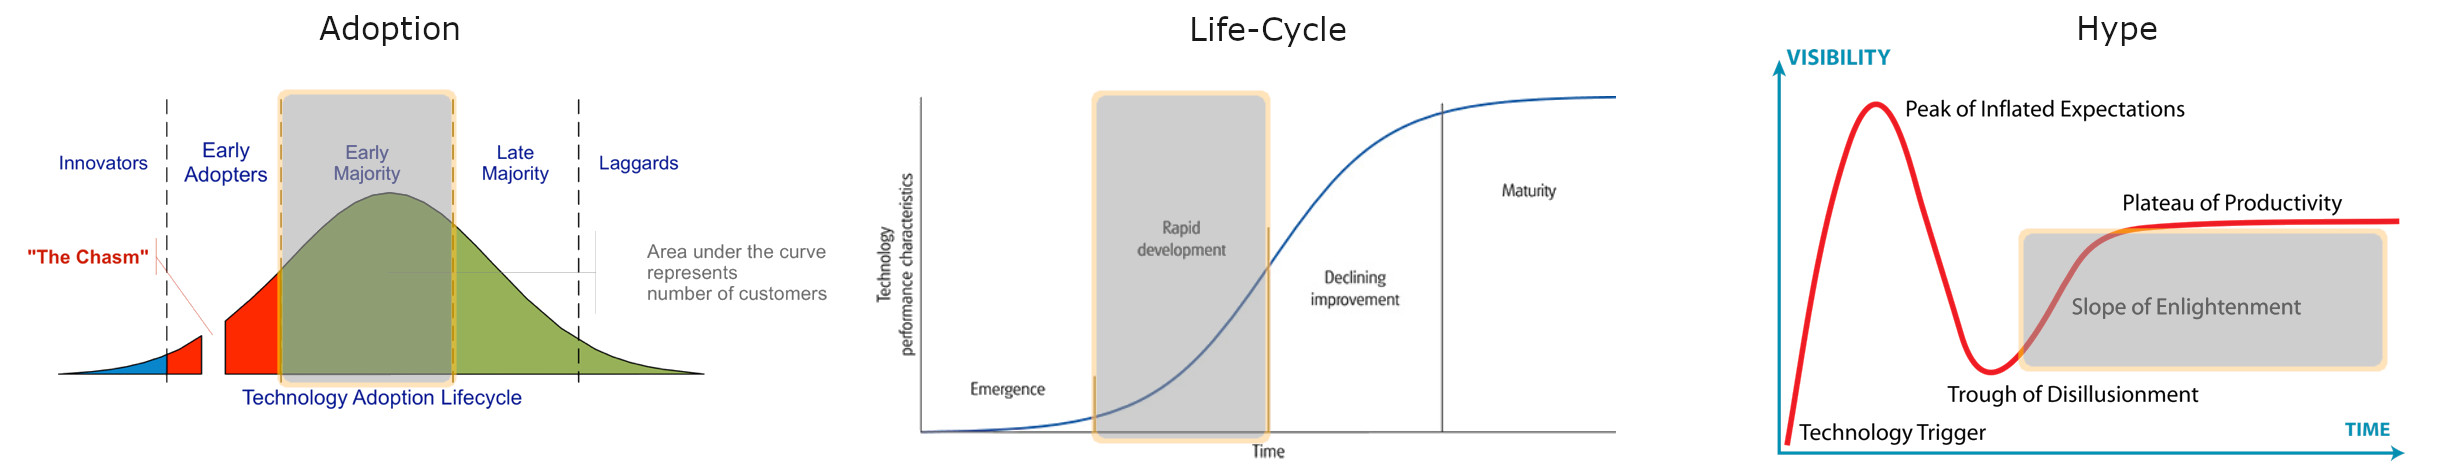 Adoption
Innovators
Early
Adopters
Early
Majority
Late
Majority
Laggards
"The Chasm"
Area under the curve
represents
number of customers
Technology Adoption Lifecycle
Life-Cycle
Technology
performance characteristics
Emergence
Rapid
development
Declining
improvement
Maturity
Time
Hype
VISIBILITY
Peak of Inflated Expectations
Plateau of Productivity
Slope of Enlightenment
Trough of Disillusionment
Technology Trigger
TIME